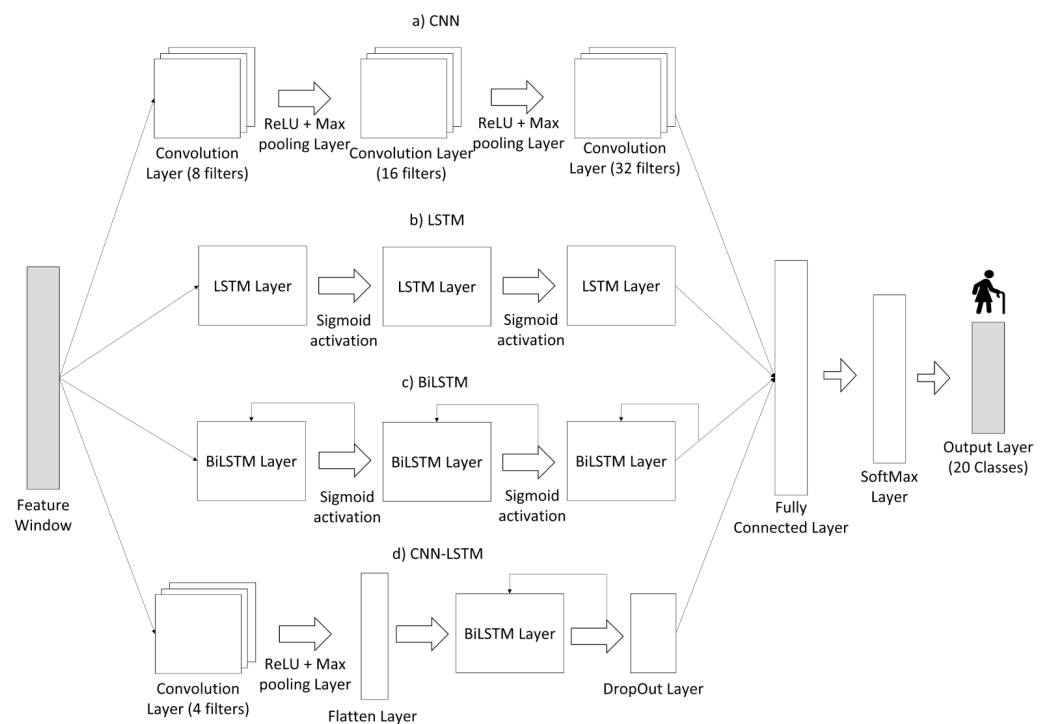 a) CNN
ReLU + Max
pooling Layer
ReLU + Max
pooling Layer
Convolution
Layer (8 filters)
Convolution Layer
(16 filters)
Convolution
Layer (32 filters)
b) LSTM
LSTM Layer
LSTM Layer
LSTM Layer
Sigmoid
activation
Sigmoid
activation
c) BiLSTM
BiLSTM Layer
BiLSTM Layer
BiLSTM Layer
Sigmoid
activation
Sigmoid
activation
Feature
Window
Fully
Connected Layer
SoftMax
Layer
Output Layer
(20 Classes)
d) CNN-LSTM
BiLSTM Layer
ReLU + Max
pooling Layer
Convolution
Layer (4 filters)
Flatten Layer
DropOut Layer